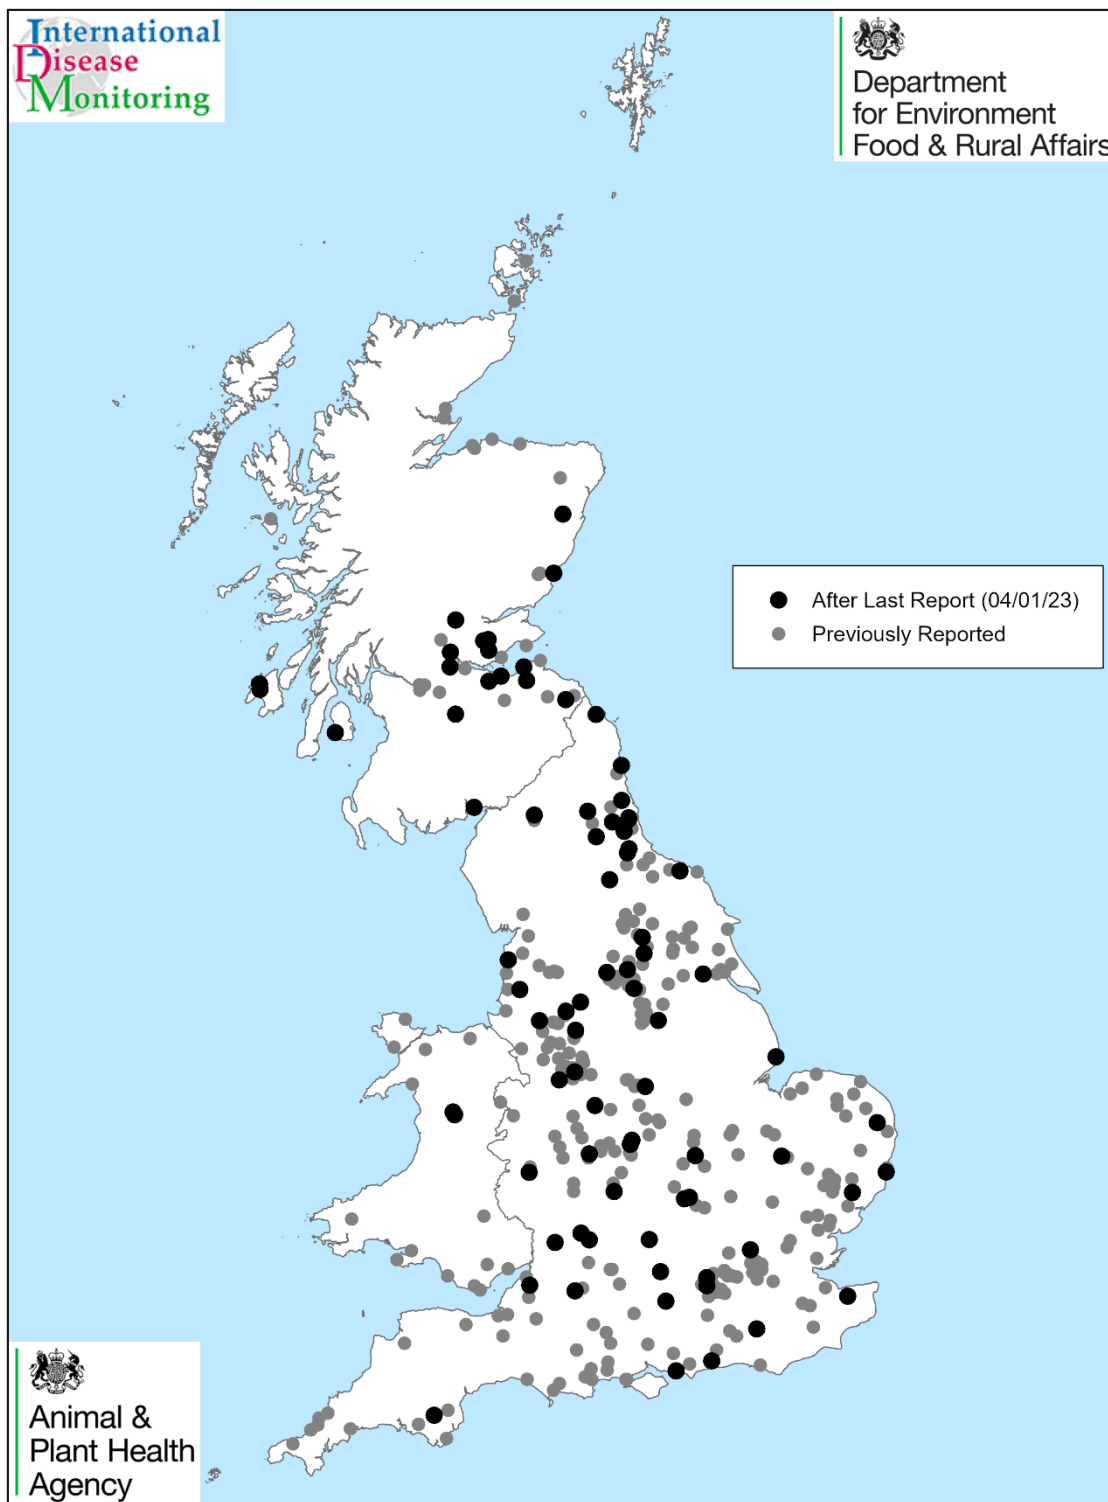 International
Disease
Monitoring
Department
for Environment
Food & Rural Affairs
After Last Report (04/01/23)
Previously Reported
Animal &
Plant Health
Agency